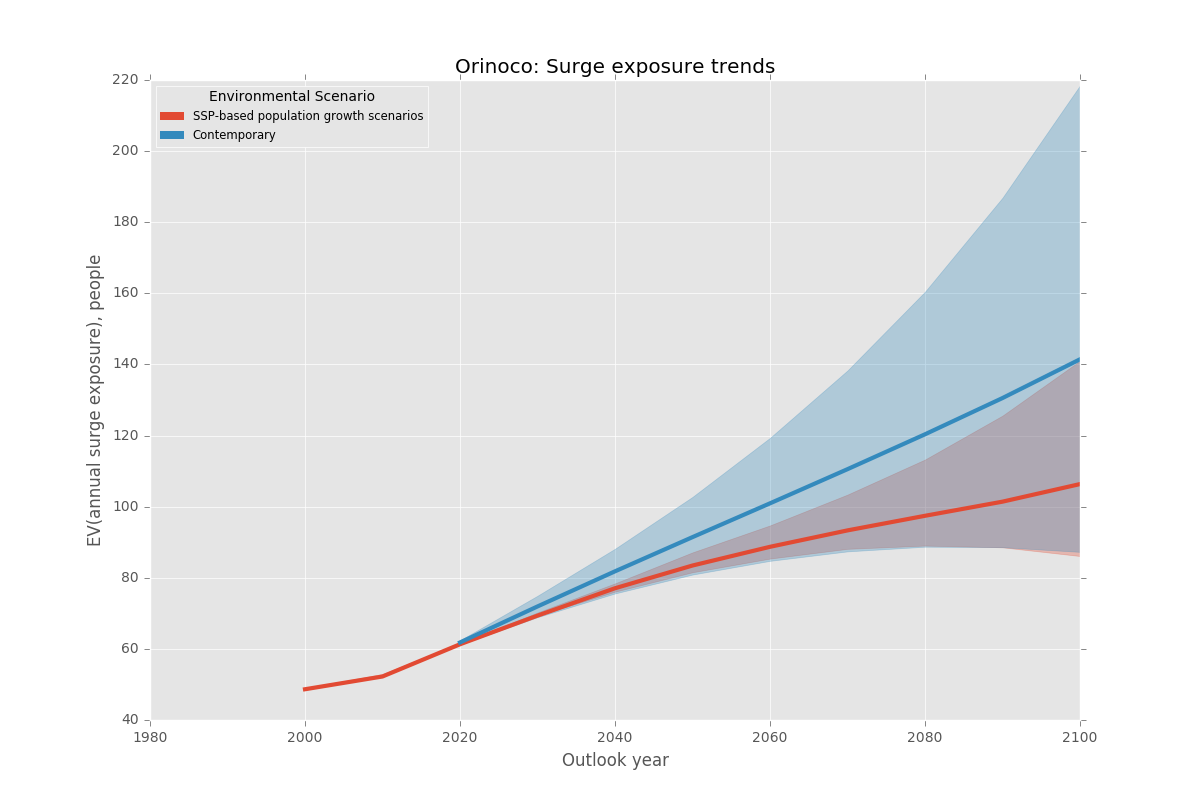 Orinoco: Surge exposure trends
Environmental Scenario
SSP-based population growth scenarios
Contemporary
EV(annual surge exposure), people
220
200
180
160
140
120
100
80
60
40
1980 2000 2020 2040 2060 2080 2100
Outlook year